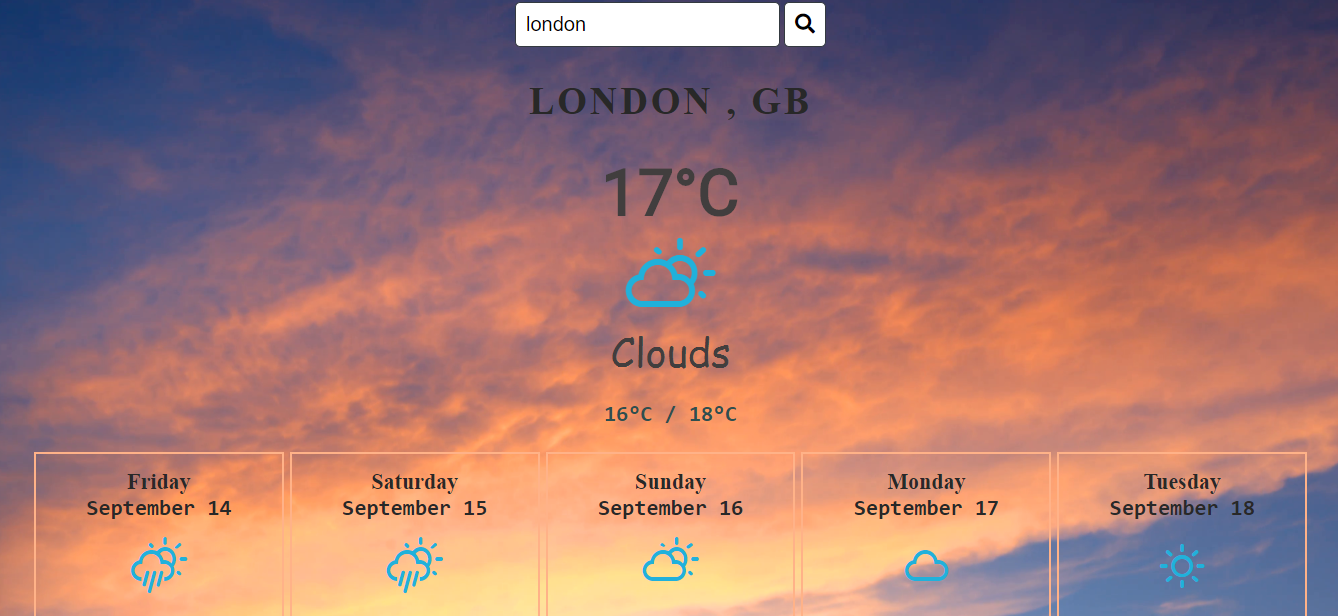 london
LONDON , GB
17°C
Clouds
16°C / 18°C
Friday
September 14
Saturday
September 15
Sunday
September 16
Monday
September 17
Tuesday
September 18